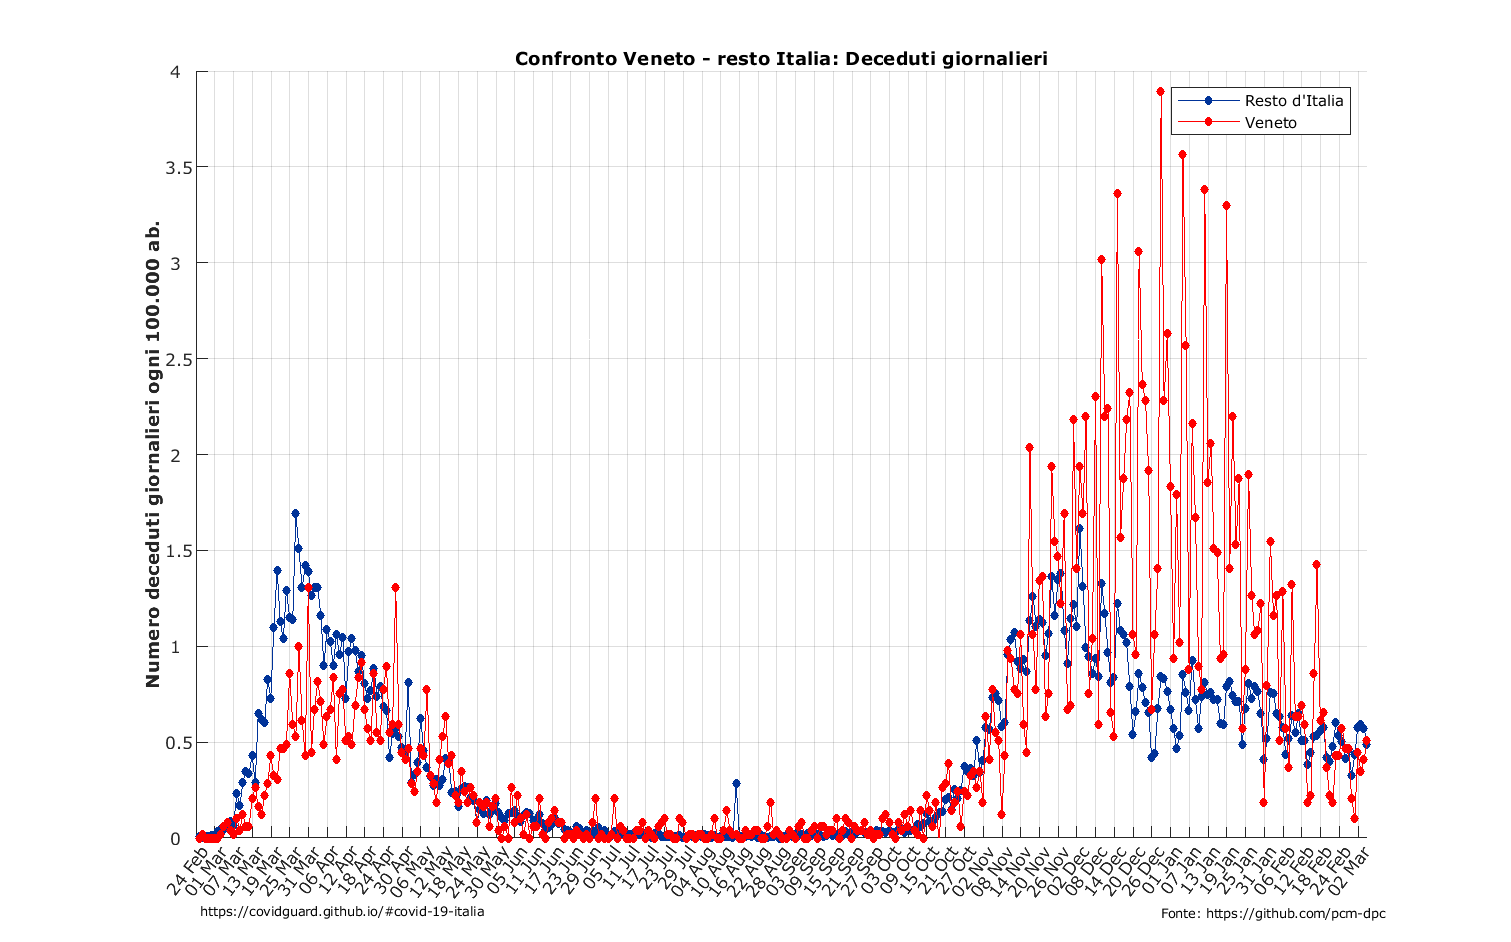 Confronto Veneto - resto Italia: Deceduti giornalieri
Resto d'Italia
Veneto
Numero deceduti giornalieri ogni 100.000 ab.
4
3.5
3
2.5
2
1.5
1
0.5
0
24 Feb
01 Mar
07 Mar
13 Mar
19 Mar
25 Mar
31 Mar
06 Apr
12 Apr
18 Apr
24 Apr
30 Apr
06 May
12 May
18 May
24 May
30 May
05 Jun
11 Jun
17 Jun
23 Jun
29 Jun
05 Jul
11 Jul
17 Jul
23 Jul
29 Jul
04 Aug
10 Aug
16 Aug
22 Aug
28 Aug
03 Sep
09 Sep
15 Sep
21 Sep
27 Sep
03 Oct
09 Oct
15 Oct
21 Oct
27 Oct
02 Nov
08 Nov
14 Nov
20 Nov
26 Nov
02 Dec
08 Dec
14 Dec
20 Dec
26 Dec
01 Jan
07 Jan
13 Jan
19 Jan
25 Jan
31 Jan
06 Feb
12 Feb
18 Feb
24 Feb
02 Mar
https://covidguard.github.io/#covid-19-italia
Fonte: https://github.com/pcm-dpc